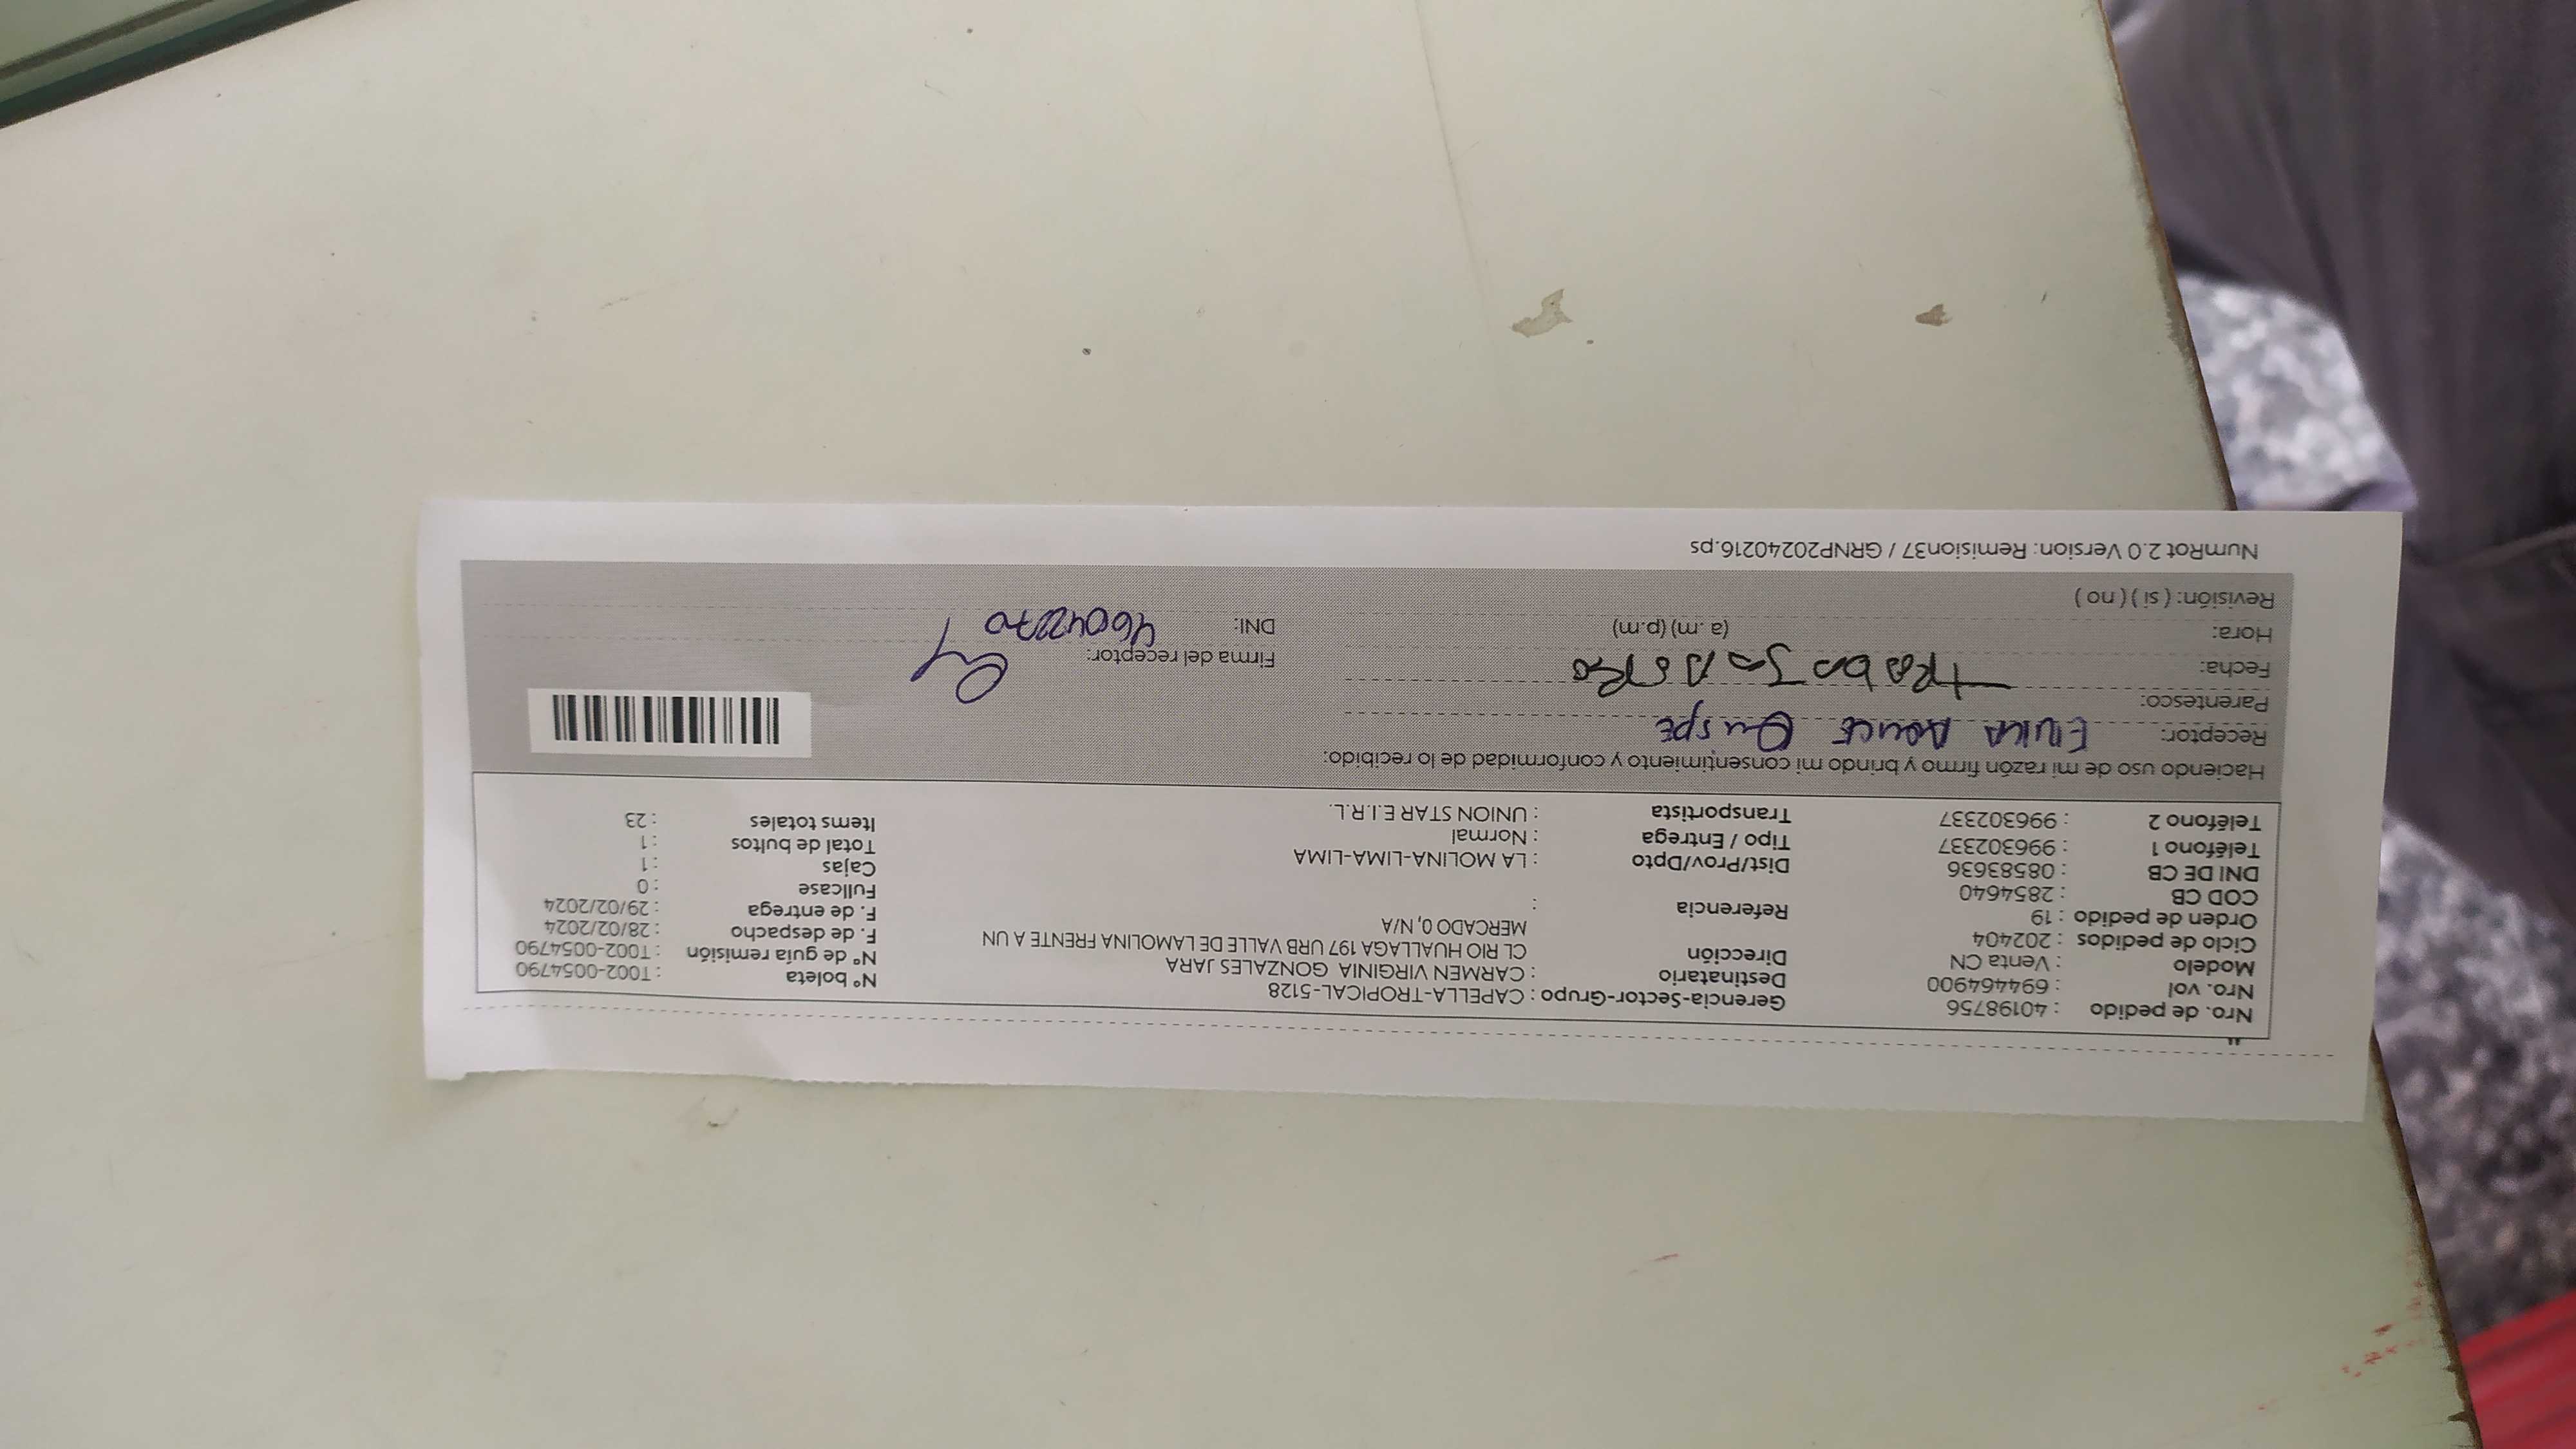 Nro. de pedido : 40198756 Gerencia-Sector-Grupo : CAPELLA-TROPICAL-5128 N° boleta : T002-0054790
Nro. vol : 694464900 Destinatario : CARMEN VIRGINIA GONZALES JARA N° de guía remisión : T002-0054790
Modelo : Venta CN Dirección CL RIO HUALLAGA 197 URB VALLE DE LAMOLINA FRENTE A UN F. de despacho : 28/02/2024
Ciclo de pedidos : 202404 MERCADO 0, N/A F. de entrega : 29/02/2024
Orden de pedido : 19 Referencia : Fullcase : 0
COD CB : 2854640 Cajas : 1
DNI DE CB : 08583636 Dist/Prov/Dpto : LA MOLINA-LIMA-LIMA Total de bultos : 1
Teléfono 1 : 996302337 Tipo / Entrega : Normal Items totales : 23
Teléfono 2 : 996302337 Transportista : UNION STAR E.I.R.L.
Haciendo uso de mi razón firmo y brindo mi consentimiento y conformidad de lo recibido:
Receptor: Quispe
Parentesco: trabajadora
Fecha: Firma del receptor:
Hora: (a .m) (p.m) DNI:
Revisión: ( si ) ( no )
NumRot 2.0 Version: Remision37 / GRNP20240216.ps